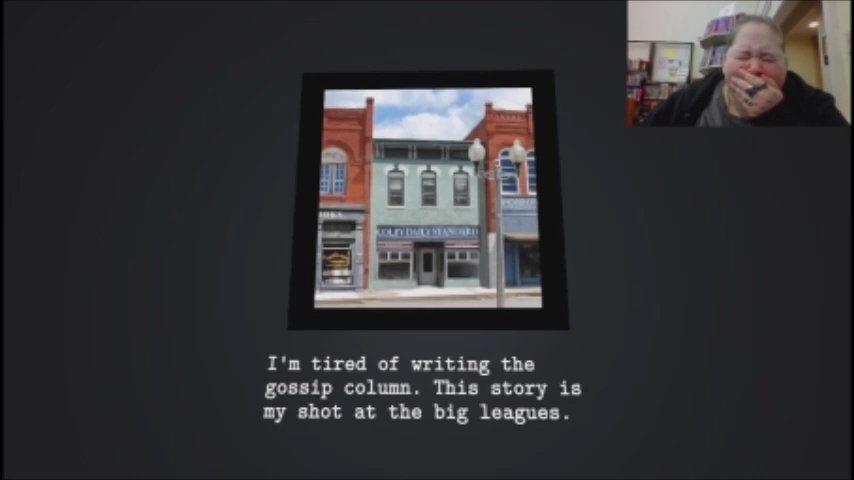 COLBY DAILY STANDARD
I'm tired of writing the
gossip column. This story is
my shot at the big leagues.